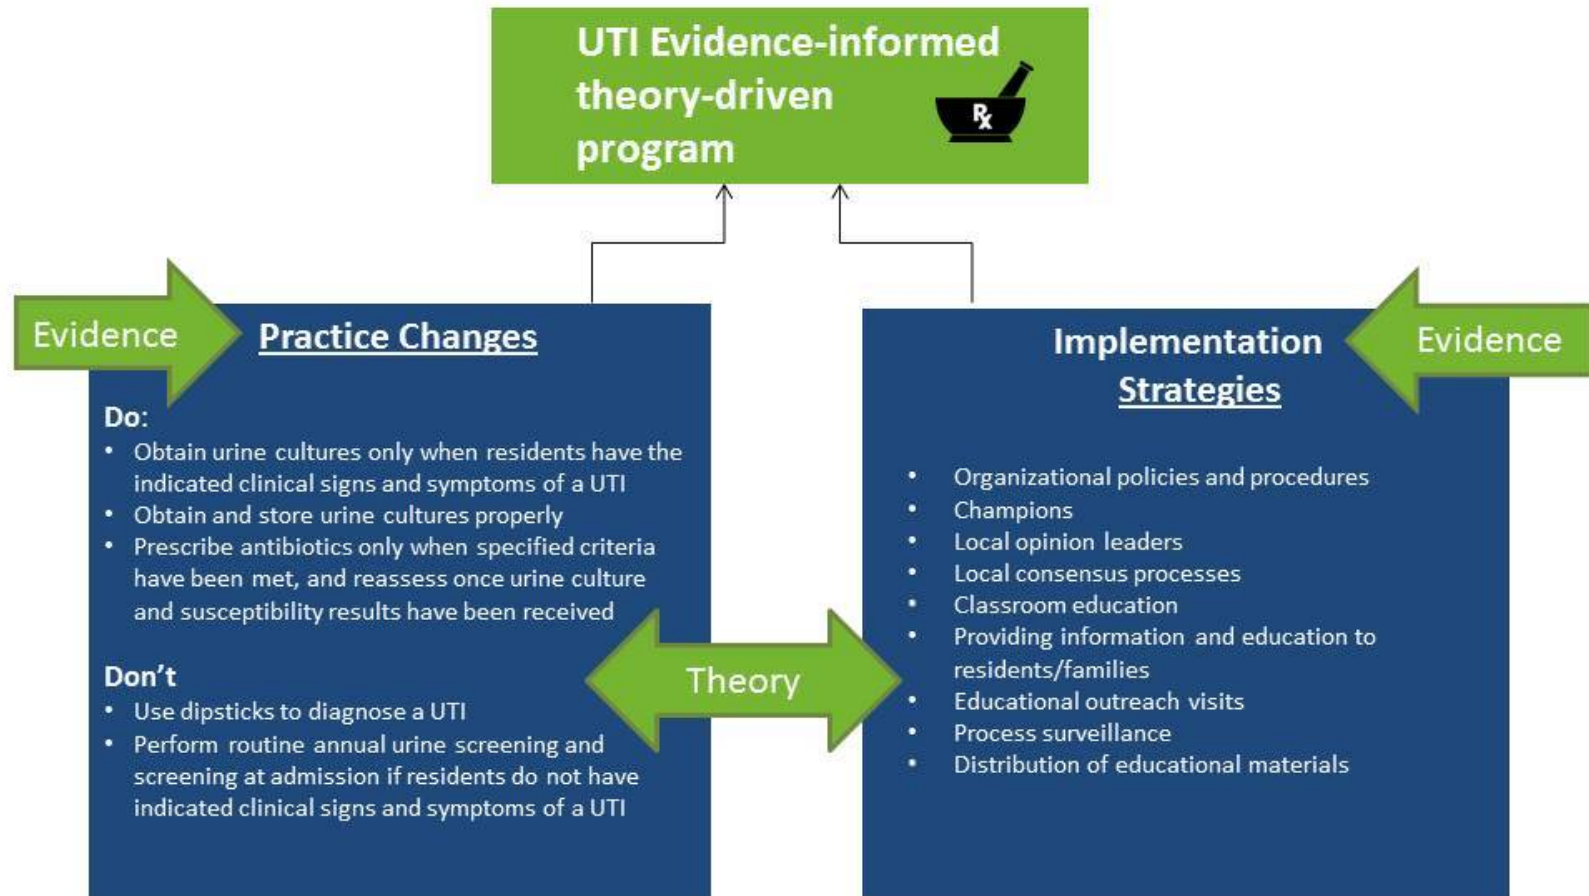 UTI Evidence-informed
theory-driven
program
Rx
Evidence
Practice Changes
Do:
• Obtain urine cultures only when residents have the
indicated clinical signs and symptoms of a UTI
• Obtain and store urine cultures properly
• Prescribe antibiotics only when specified criteria
have been met, and reassess once urine culture
and susceptibility results have been received
Don't
• Use dipsticks to diagnose a UTI
• Perform routine annual urine screening and
screening at admission if residents do not have
indicated clinical signs and symptoms of a UTI
Theory
Implementation
Strategies
Evidence
• Organizational policies and procedures
• Champions
• Local opinion leaders
• Local consensus processes
• Classroom education
• Providing information and education to
residents/families
• Educational outreach visits
• Process surveillance
• Distribution of educational materials